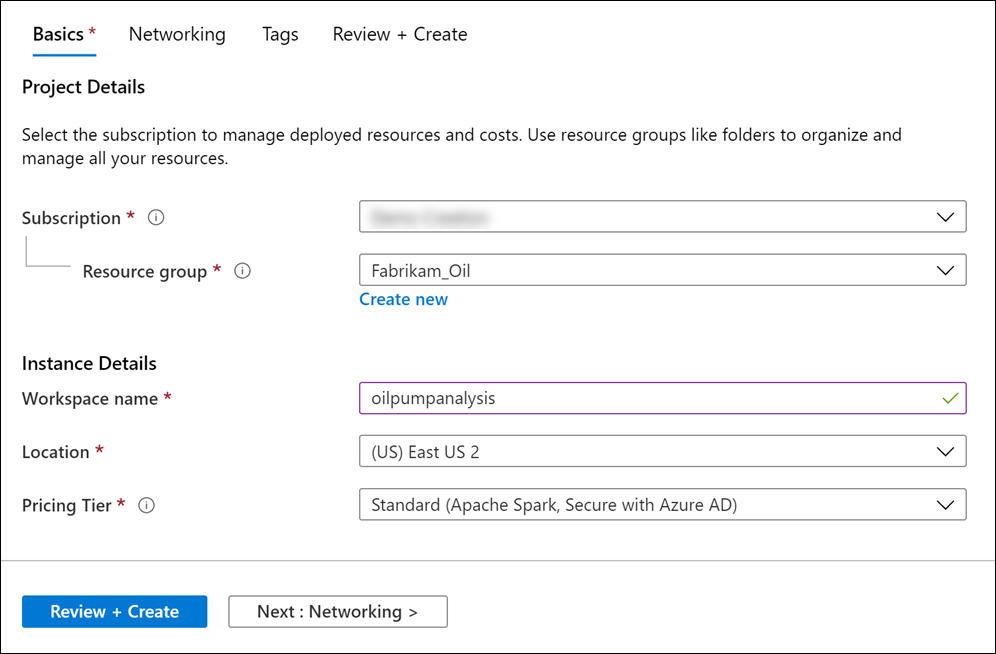 Basics * Networking Tags Review + Create
Project Details
Select the subscription to manage deployed resources and costs. Use resource groups like folders to organize and
manage all your resources.
Subscription *
Resource group * Fabrikam_Oil
Create new
Instance Details
Workspace name * oilpumpanalysis
Location * (US) East US 2
Pricing Tier * Standard (Apache Spark, Secure with Azure AD)
Review + Create Next : Networking >